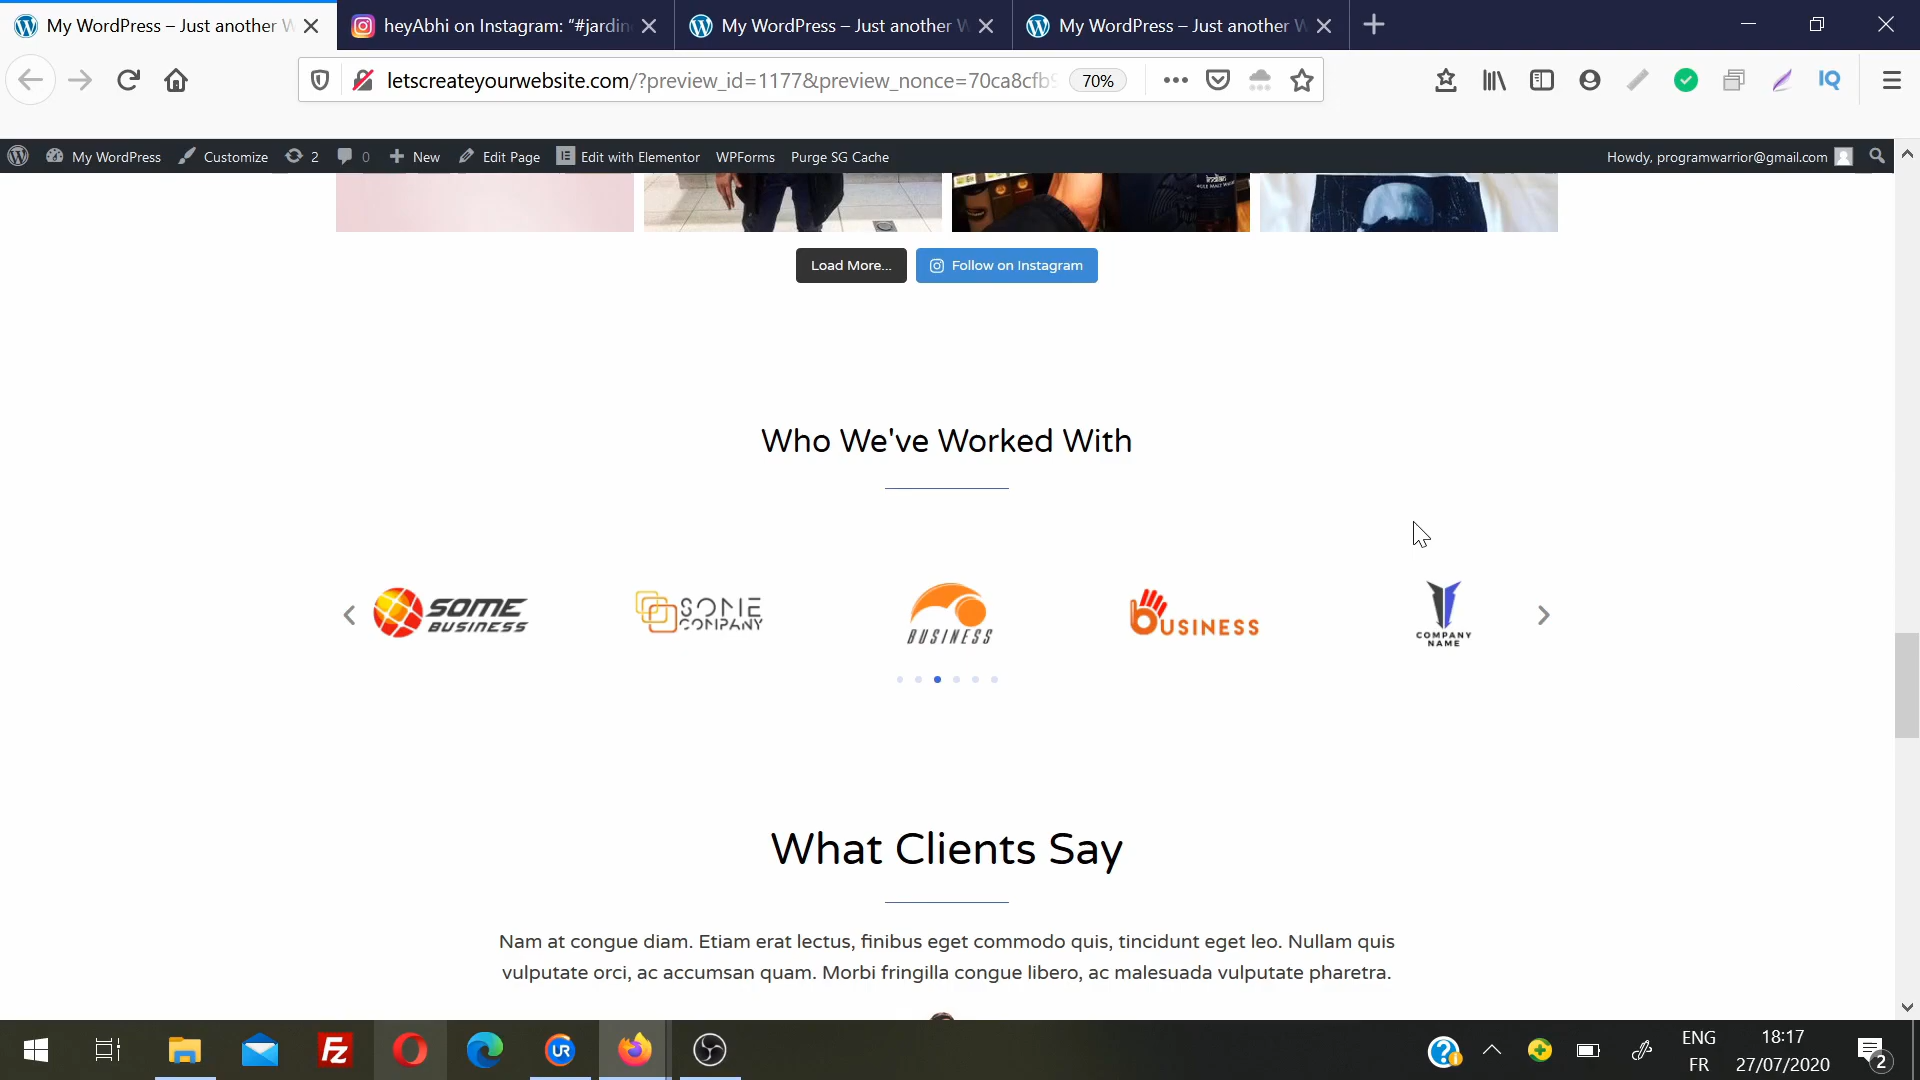 My WordPress – Just another W
heyAbhi on Instagram: “#jardin
My WordPress – Just another W
My WordPress – Just another W
letscreateyourwebsite.com/?preview_id=1177&preview_nonce=70ca8cfb9
70%
IQ
My WordPress
Customize
2
0
New
Edit Page
Edit with Elementor
WPForms
Purge SG Cache
Howdy, programwarrior@gmail.com
Load More...
Follow on Instagram
Who We've Worked With
SOME
BUSINESS
SOME
COMPANY
BUSINESS
BUSINESS
COMPANY
NAME
What Clients Say
Nam at congue diam. Etiam erat lectus, finibus eget commodo quis, tincidunt eget leo. Nullam quis
vulputate orci, ac accumsan quam. Morbi fringilla congue libero, ac malesuada vulputate pharetra.
Fz
UR
ENG
FR
18:17
27/07/2020
2